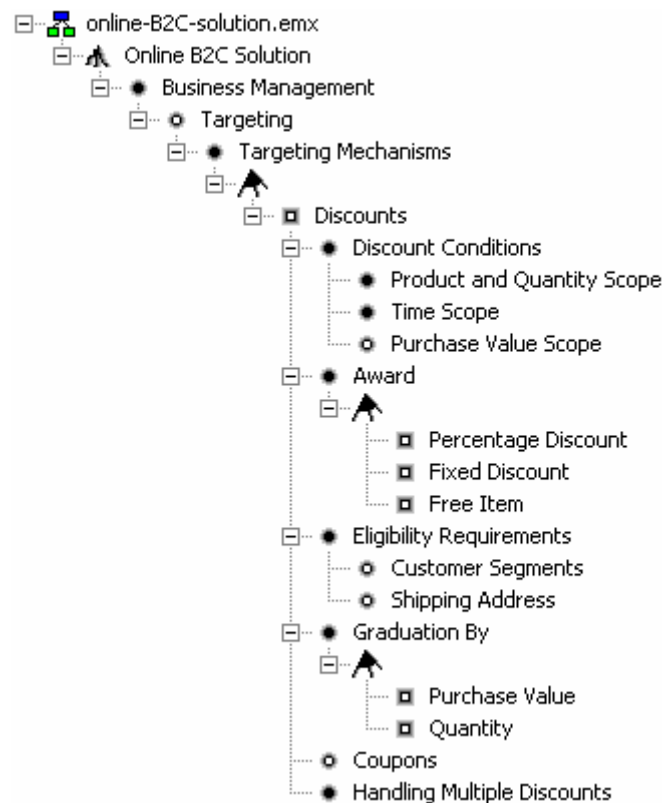 online-B2C-solution.emx
Online B2C Solution
Business Management
Targeting
Targeting Mechanisms
Discounts
Discount Conditions
Product and Quantity Scope
Time Scope
Purchase Value Scope
Award
Percentage Discount
Fixed Discount
Free Item
Eligibility Requirements
Customer Segments
Shipping Address
Graduation By
Purchase Value
Quantity
Coupons
Handling Multiple Discounts